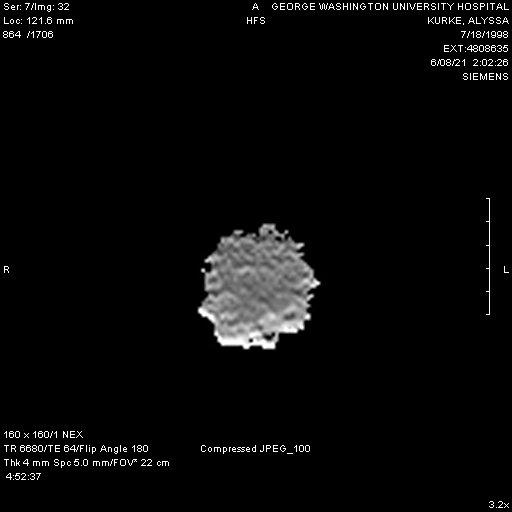 Ser: 7/Img: 32
Loc: 121.6 mm
864 /1706
A GEORGE WASHINGTON UNIVERSITY HOSPITAL
HFS KURKE, ALYSSA
7/18/1998
EXT:4808635
6/08/21 2:02:26
SIEMENS
R
L
160 x 160/1 NEX
TR 6680/TE 64/Flip Angle 180
Thk 4 mm Spc 5.0 mm/FOV* 22 cm
4:52:37
Compressed JPEG_100
3.2x